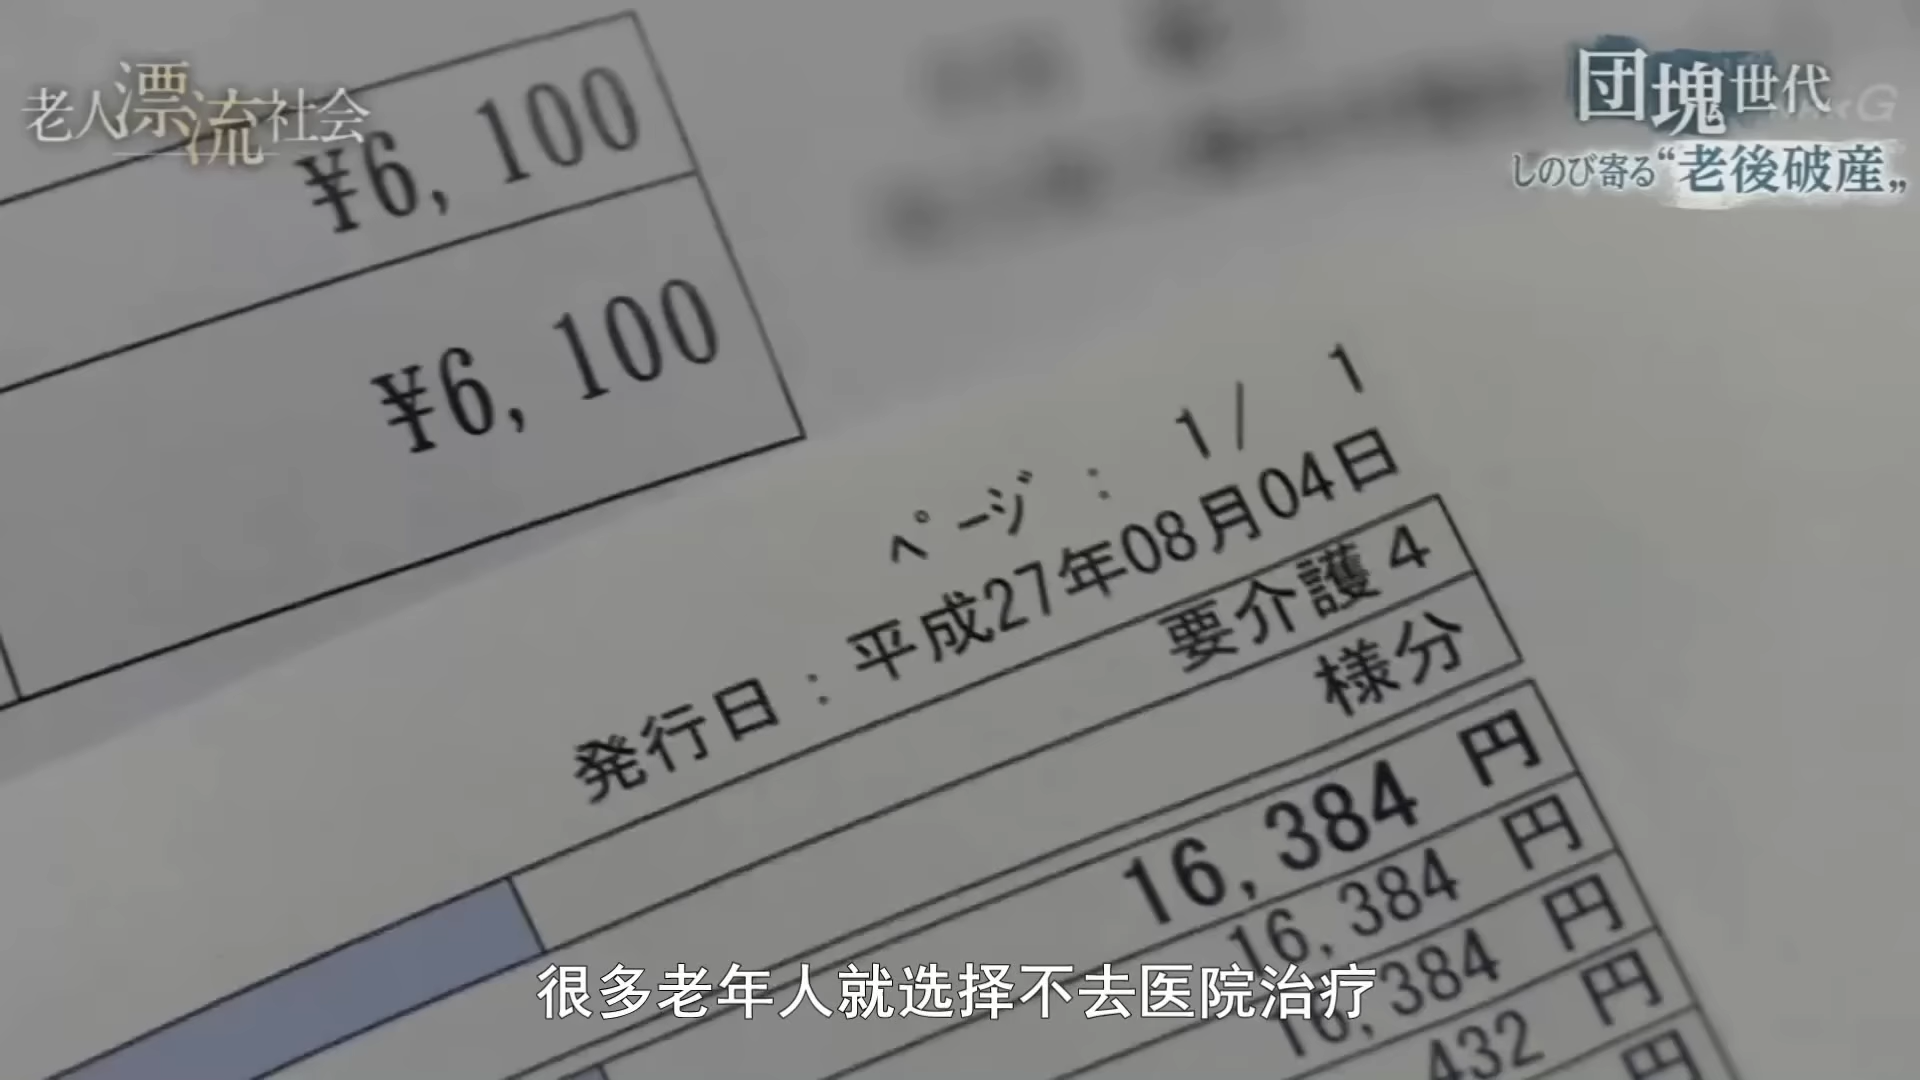 老人漂流社会
団塊世代
しのび寄る“老後破産„
¥6,100
¥6,100
ページ : 1/ 1
発行日 : 平成27年08月04日
要介護4
様分
16,384 円
16,384 円
16,384 円
432 円
円
很多老年人就选择不去医院治疗